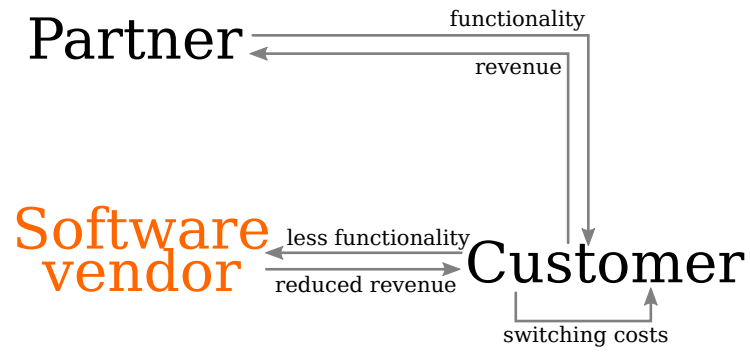 functionality
Partner
revenue
Software
vendor
less functionality
Customer
reduced revenue
switching costs